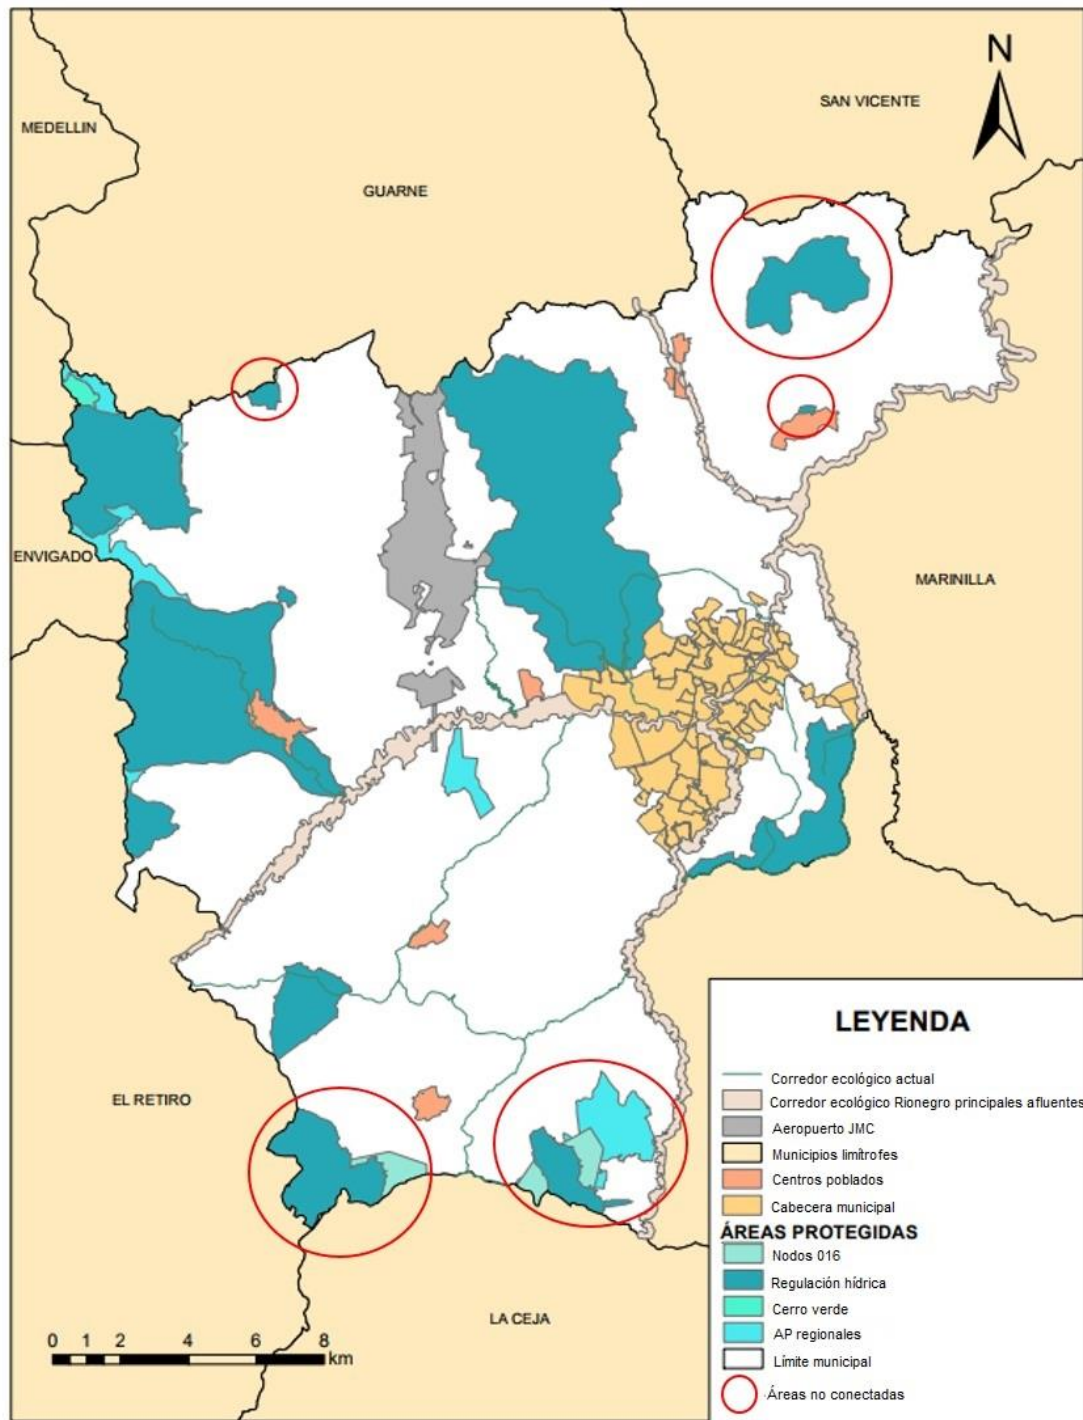 N
SAN VICENTE
MEDELLIN
GUARNE
ENVIGADO
MARINILLA
EL RETIRO
LA CEJA
0 1 2 4 6 8
km
LEYENDA
Corredor ecológico actual
Corredor ecológico Rionegro principales afluentes
Aeropuerto JMC
Municipios limítrofes
Centros poblados
Cabecera municipal
ÁREAS PROTEGIDAS
Nodos 016
Regulación hídrica
Cerro verde
AP regionales
Límite municipal
Áreas no conectadas